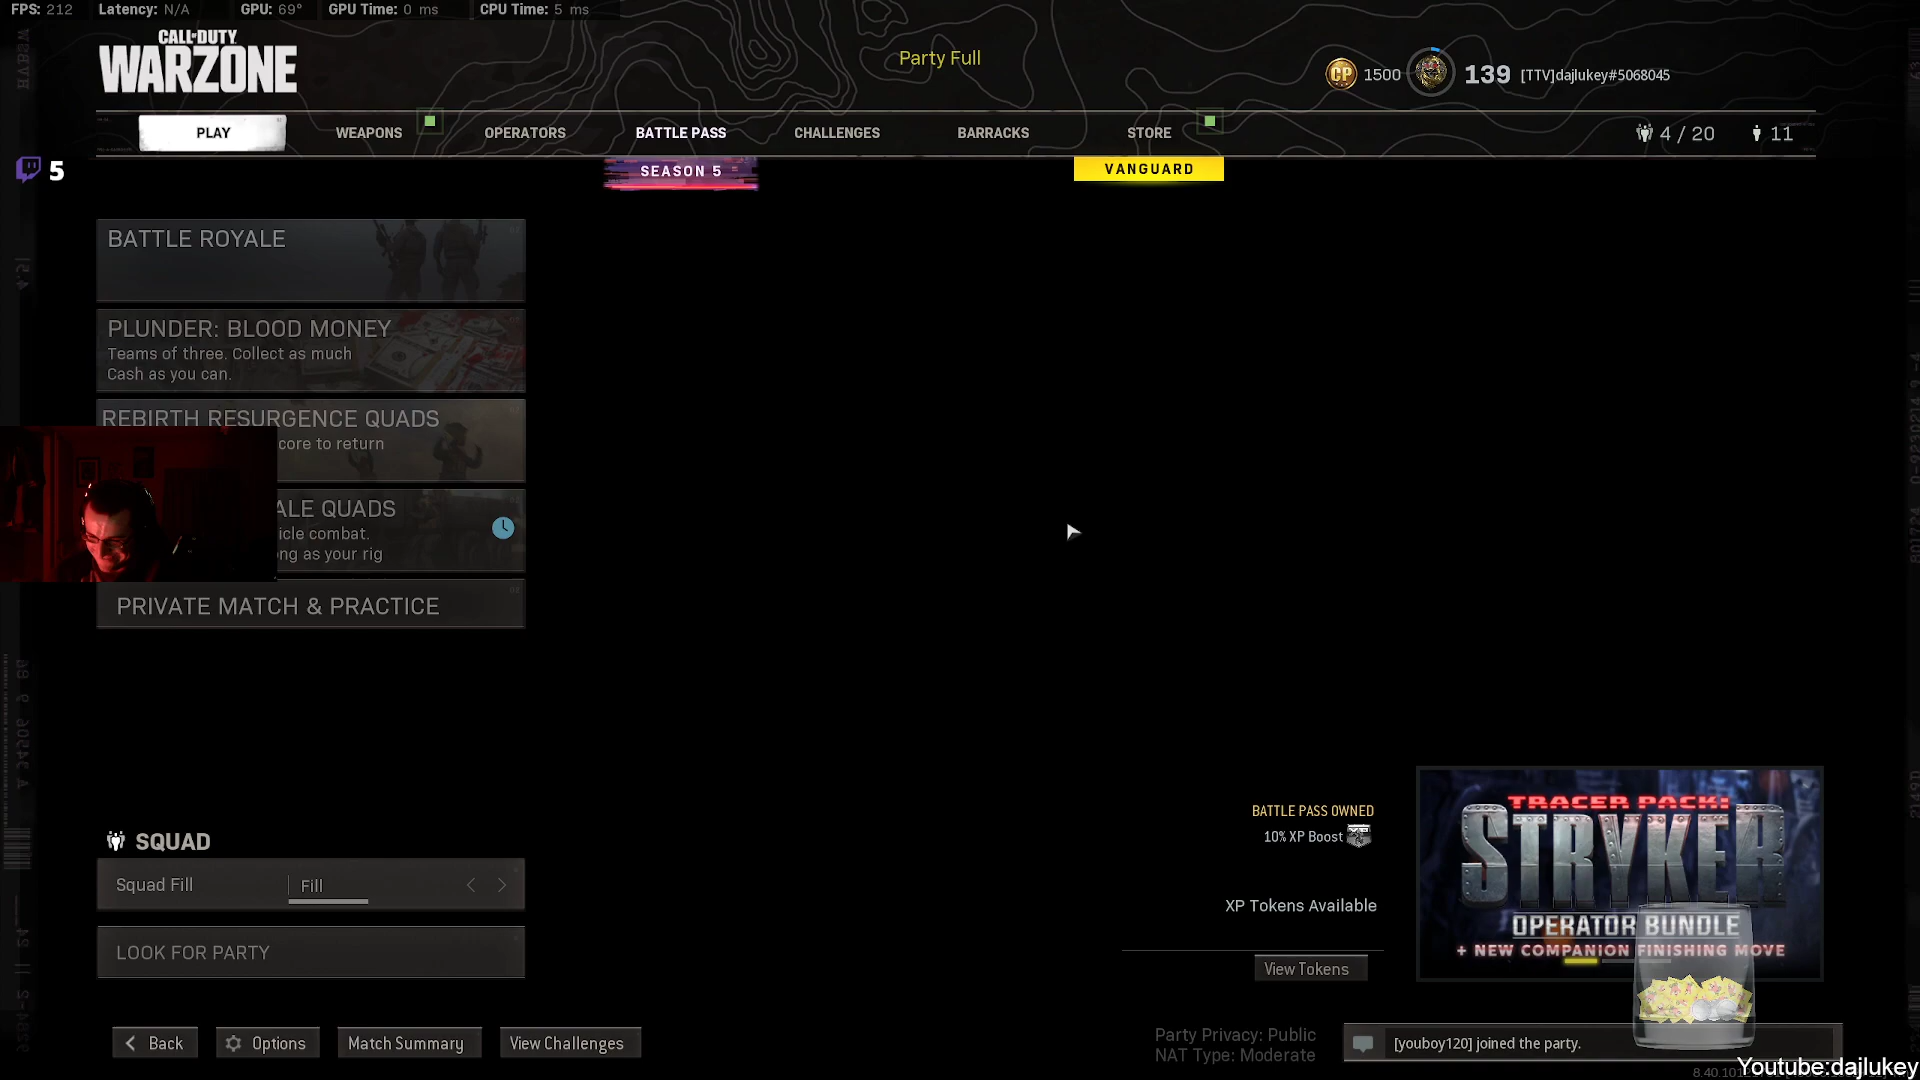 FPS: 212 Latency: N/A GPU: 69° GPU Time: 0 ms CPU Time: 5 ms
CALL OF DUTY
WARZONE
Party Full
CP 1500 139 [TTV]dajlukey#5068045
PLAY WEAPONS OPERATORS BATTLE PASS CHALLENGES BARRACKS STORE 4 / 20 11
5
SEASON 5
VANGUARD
BATTLE ROYALE
PLUNDER: BLOOD MONEY
Teams of three. Collect as much
Cash as you can.
REBIRTH RESURGENCE QUADS
core to return
ALE QUADS
icle combat.
ng as your rig
PRIVATE MATCH & PRACTICE
SQUAD
Squad Fill Fill
LOOK FOR PARTY
BATTLE PASS OWNED
10% XP Boost
XP Tokens Available
View Tokens
TRACER PACK:
STRYKER
OPERATOR BUNDLE
+ NEW COMPANION FINISHING MOVE
Back Options Match Summary View Challenges
Party Privacy: Public
NAT Type: Moderate
[youboy120] joined the party.
Youtube:dajlukey